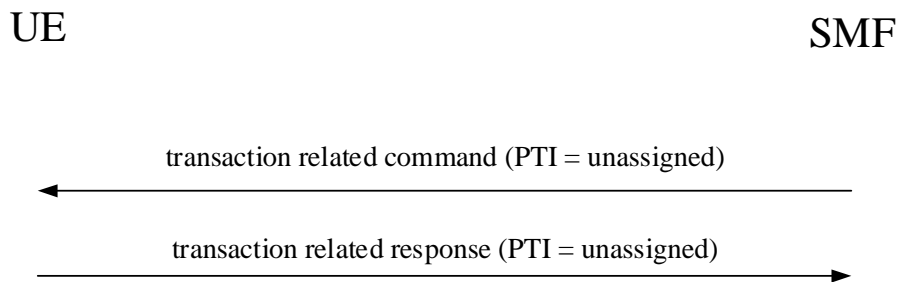 UE
SMF
transaction related command (PTI = unassigned)
transaction related response (PTI = unassigned)